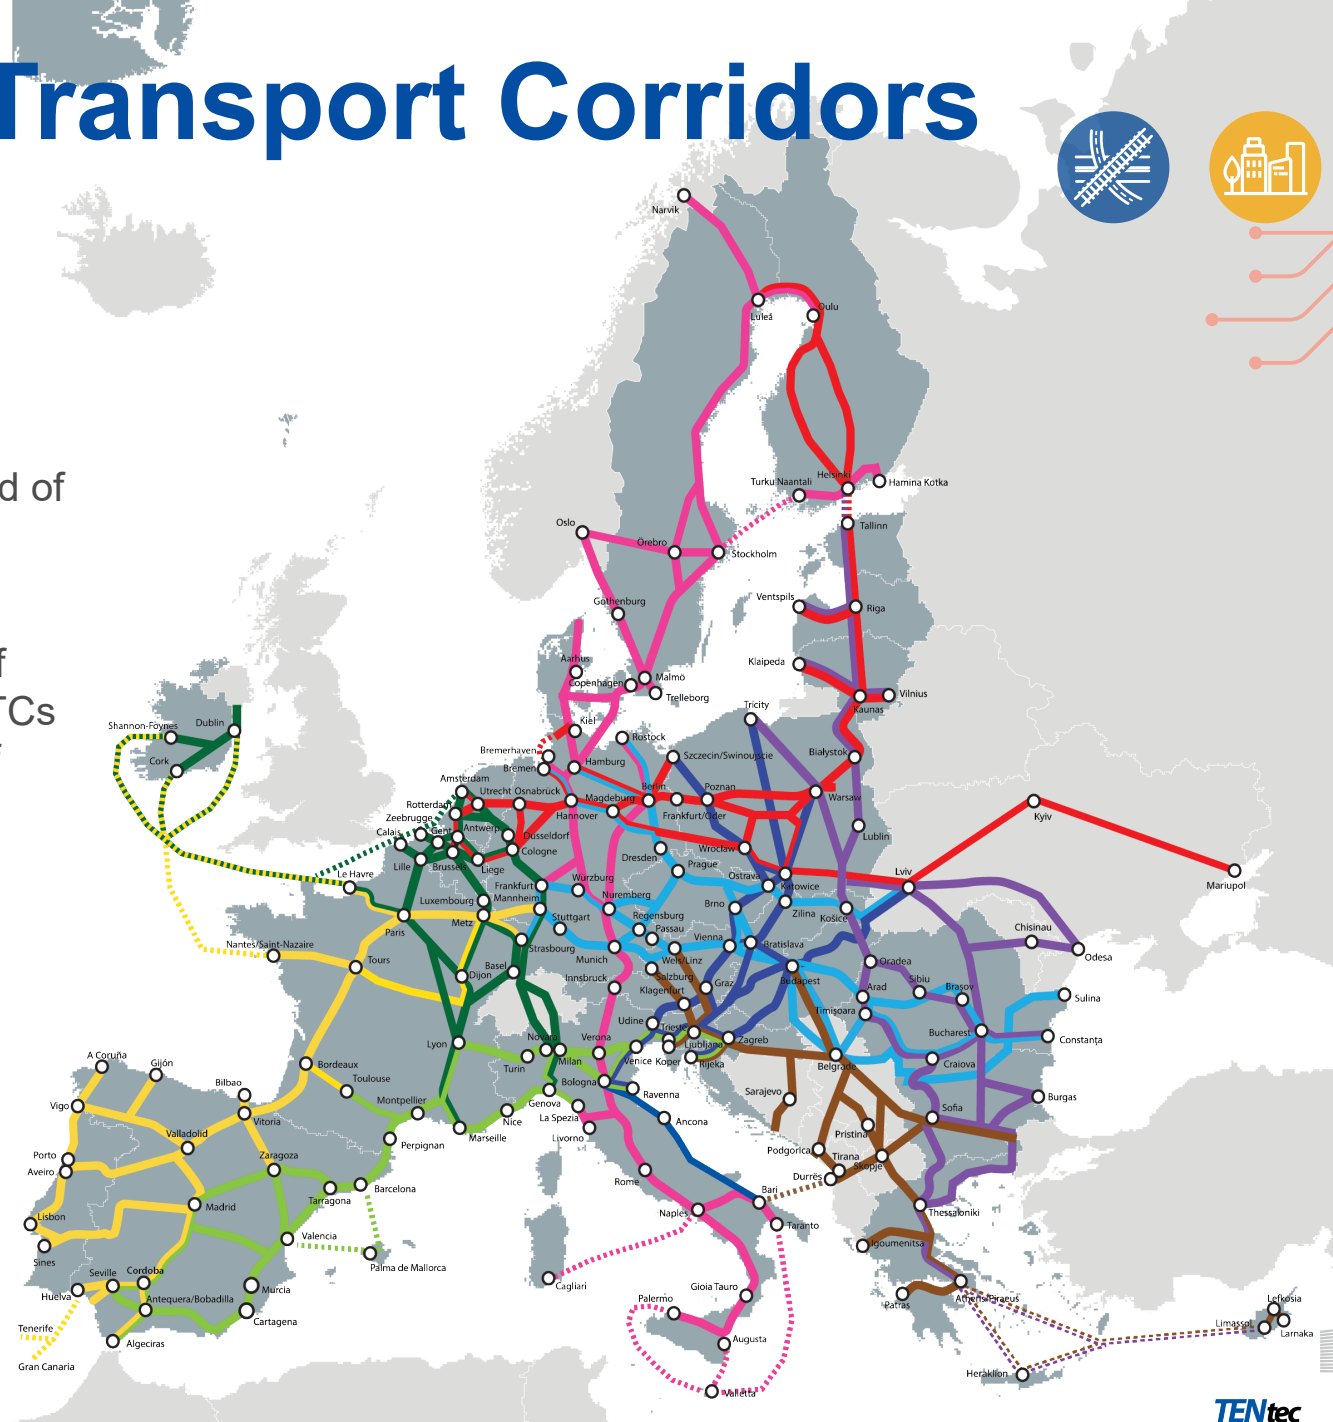 Transport Corridors
d of
f
TCs
Narvik
Luleå
Oulu
Helsinki
Turku Naantali
Hamina Kotka
Tallinn
Oslo
Örebro
Stockholm
Ventspils
Riga
Gothenburg
Klaipeda
Aarhus
Copenhagen
Malmö
Trelleborg
Vilnius
Kaunas
Tricity
Shannon-Foynes
Dublin
Cork
Kiel
Rostock
Bremerhaven
Bremen
Hamburg
Szczecin/Swinoujscie
Białystok
Amsterdam
Utrecht
Osnabrück
Magdeburg
Berlin
Poznan
Warsaw
Rotterdam
Zeebrugge
Hannover
Frankfurt/Oder
Kyiv
Calais
Gent
Antwerp
Düsseldorf
Cologne
Lublin
Lille
Brussels
Liege
Dresden
Wrocław
Prague
Le Havre
Frankfurt
Würzburg
Ostrava
Katowice
Lviv
Mariupol
Luxembourg
Mannheim
Nuremberg
Brno
Zilina
Košice
Paris
Metz
Stuttgart
Regensburg
Passau
Vienna
Bratislava
Chisinau
Odesa
Nantes/Saint-Nazaire
Strasbourg
Munich
Wels/Linz
Salzburg
Tours
Dijon
Basel
Innsbruck
Klagenfurt
Graz
Budapest
Oradea
Arad
Sibiu
Braşov
Sulina
Timişoara
Udine
Trieste
Lyon
Novara
Verona
Ljubljana
Zagreb
Bucharest
Constanţa
A Coruña
Gijón
Bordeaux
Turin
Milan
Venice
Koper
Rijeka
Belgrade
Craiova
Bilbao
Toulouse
Bologna
Ravenna
Sarajevo
Vigo
Vitoria
Montpellier
Genova
La Spezia
Nice
Ancona
Burgas
Sofia
Valladolid
Perpignan
Marseille
Livorno
Pristina
Porto
Aveiro
Zaragoza
Podgorica
Tirana
Skopje
Durrës
Barcelona
Tarragona
Rome
Madrid
Bari
Naples
Taranto
Thessaloniki
Lisbon
Valencia
Igoumenitsa
Sines
Palma de Mallorca
Seville
Cordoba
Huelva
Murcia
Cagliari
Gioia Tauro
Patras
Athens/Piraeus
Antequera/Bobadilla
Cartagena
Palermo
Lefkosia
Tenerife
Algeciras
Augusta
Limassol
Larnaka
Gran Canaria
Heraklion
Valletta
TENtec